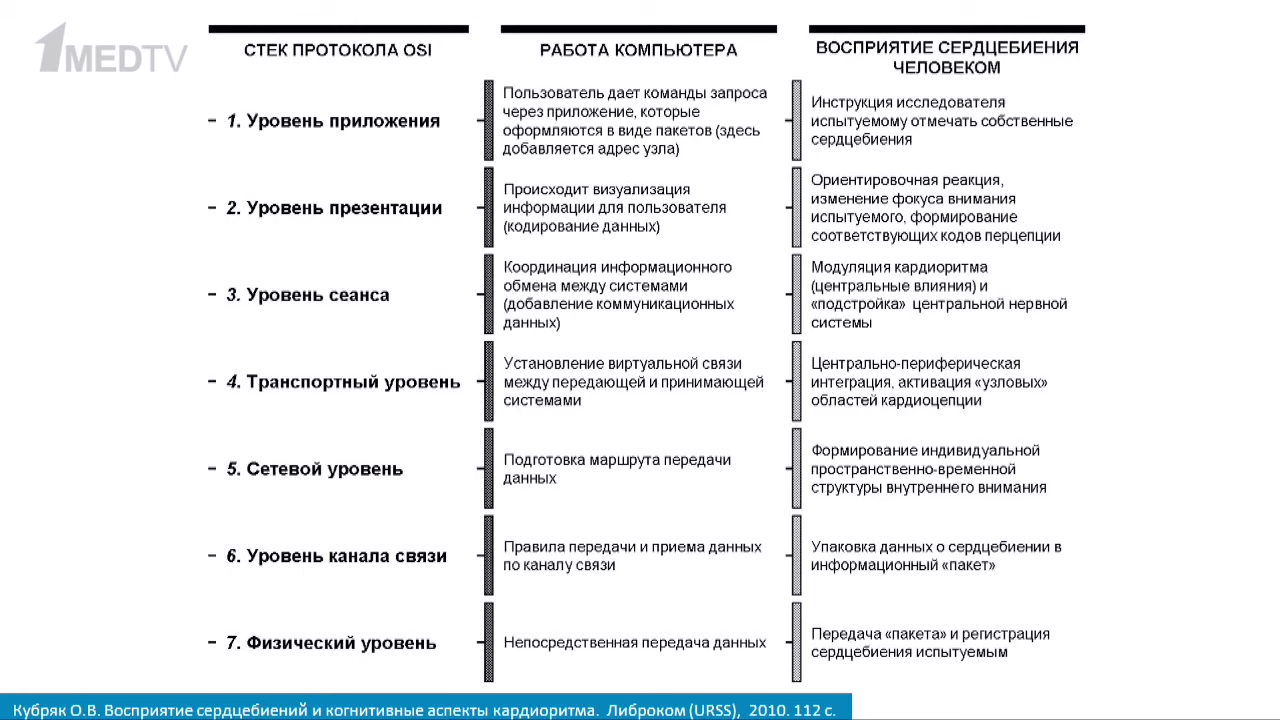 1MEDTV
СТЕК ПРОТОКОЛА OSI
РАБОТА КОМПЬЮТЕРА
ВОСПРИЯТИЕ СЕРДЦЕБИЕНИЯ
ЧЕЛОВЕКОМ
1. Уровень приложения
Пользователь дает команды запроса
через приложение, которые
оформляются в виде пакетов (здесь
добавляется адрес узла)
Инструкция исследователя
испытуемому отмечать собственные
сердцебиения
2. Уровень презентации
Происходит визуализация
информации для пользователя
(кодирование данных)
Ориентировочная реакция,
изменение фокуса внимания
испытуемого, формирование
соответствующих кодов перцепции
3. Уровень сеанса
Координация информационного
обмена между системами
(добавление коммуникационных
данных)
Модуляция кардиоритма
(центральные влияния) и
«подстройка» центральной нервной
системы
4. Транспортный уровень
Установление виртуальной связи
между передающей и принимающей
системами
Центрально-периферическая
интеграция, активация «узловых»
областей кардиоцепции
5. Сетевой уровень
Подготовка маршрута передачи
данных
Формирование индивидуальной
пространственно-временной
структуры внутреннего внимания
6. Уровень канала связи
Правила передачи и приема данных
по каналу связи
Упаковка данных о сердцебиении в
информационный «пакет»
7. Физический уровень
Непосредственная передача данных
Передача «пакета» и регистрация
сердцебиения испытуемым
Кубряк О.В. Восприятие сердцебиений и когнитивные аспекты кардиоритма. Либроком (URSS), 2010. 112 с.